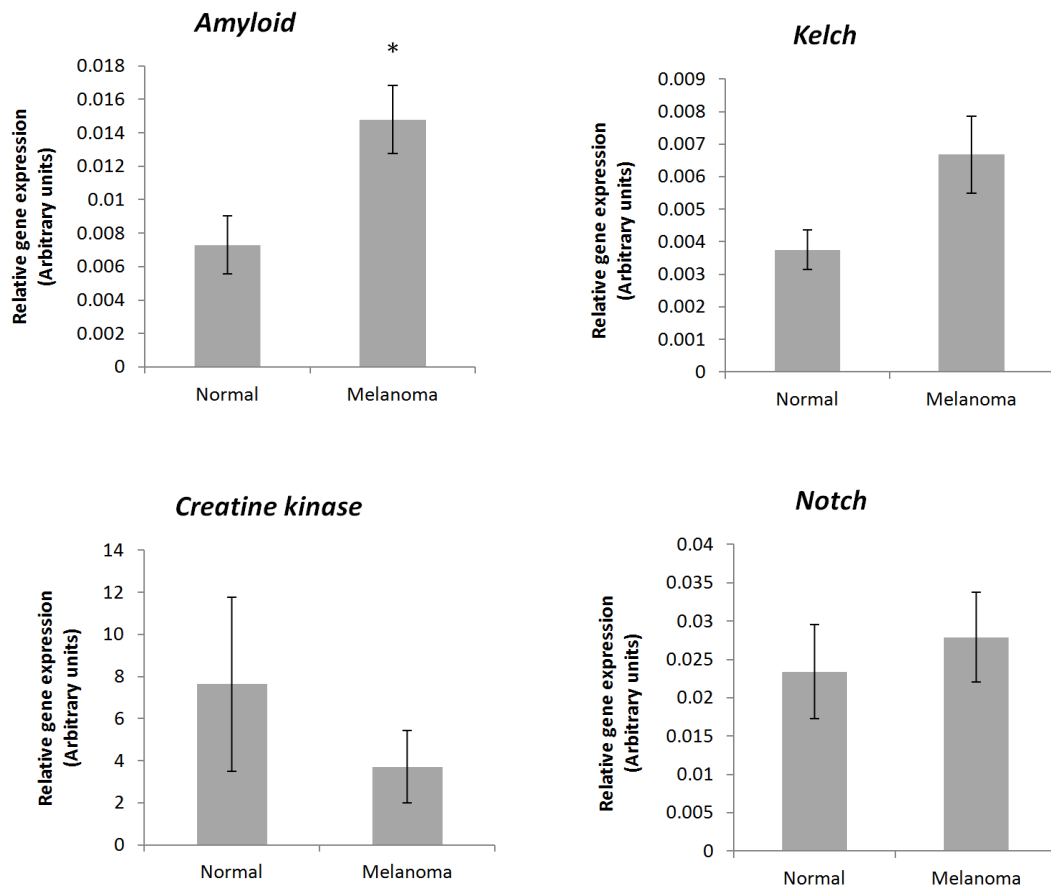 Amyloid
*
Relative gene expression
(Arbitrary units)
0.018
0.016
0.014
0.012
0.01
0.008
0.006
0.004
0.002
0
Normal Melanoma
Kelch
Relative gene expression
(Arbitrary units)
0.009
0.008
0.007
0.006
0.005
0.004
0.003
0.002
0.001
0
Normal Melanoma
Creatine kinase
Relative gene expression
(Arbitrary units)
14
12
10
8
6
4
2
0
Normal Melanoma
Notch
Relative gene expression
(Arbitrary units)
0.04
0.035
0.03
0.025
0.02
0.015
0.01
0.005
0
Normal Melanoma